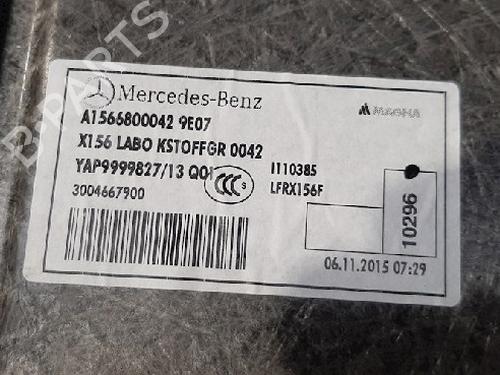 B-PARTS
Mercedes-Benz
MAGNA
A1566800042 9E07
X156 LABO KSTOFFGR 0042
YAP9999827/13 Q01
I110385
3004667900
CCC S
LFRX156F
10296
06.11.2015 07:29